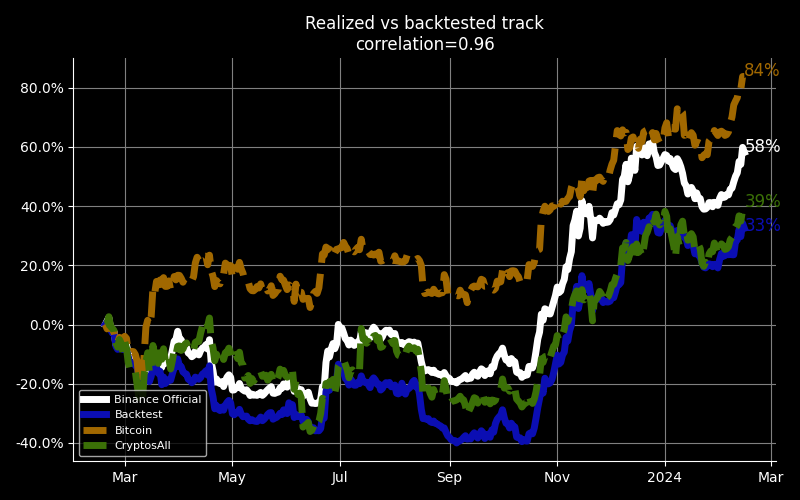 Realized vs backtested track
correlation=0.96
80.0%
60.0%
40.0%
20.0%
0.0%
-20.0%
-40.0%
84%
58%
39%
33%
Binance Official
Backtest
Bitcoin
CryptosAll
Mar
May
Jul
Sep
Nov
2024
Mar